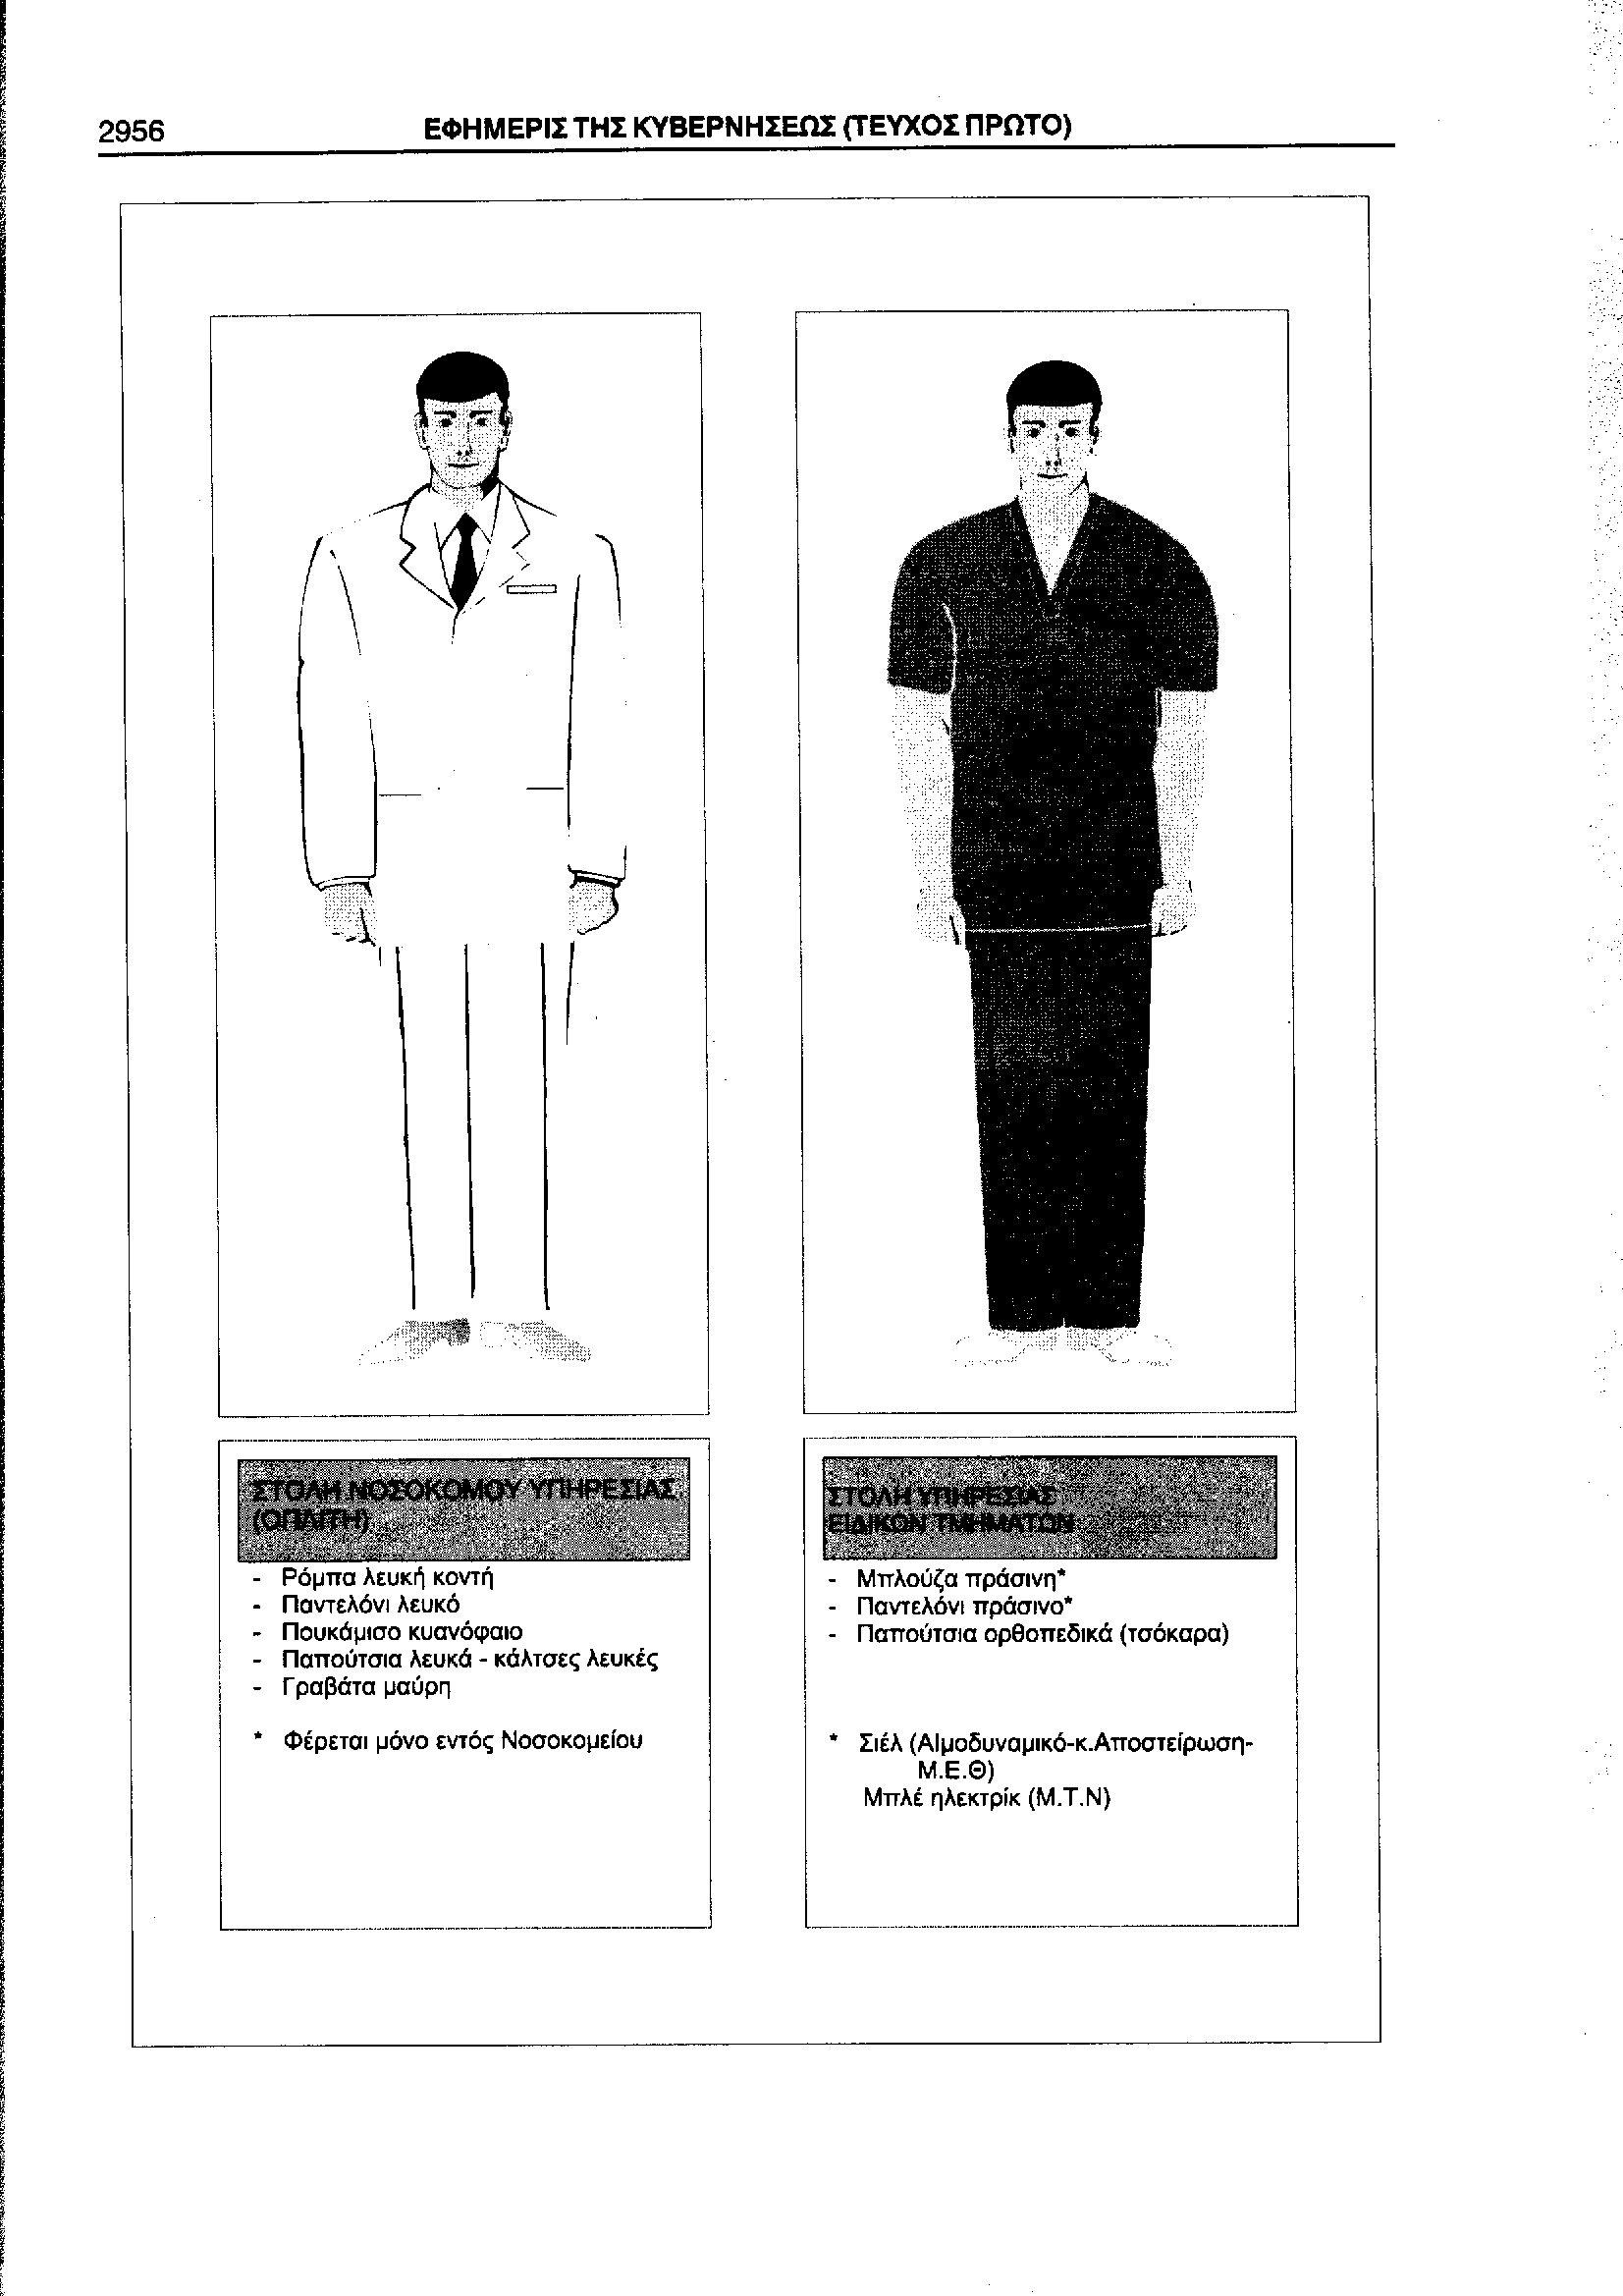 2956
ΕΦΗΜΕΡΙΣ ΤΗΣ ΚΥΒΕΡΝΗΣΕΩΣ (ΤΕΥΧΟΣ ΠΡΩΤΟ)
ΣΤΟΛΗ ΝΟΣΟΚΟΜΟΥ ΥΠΗΡΕΣΙΑΣ
(ΟΠΛΙΤΗ)
- Ρόμπα λευκή κοντή
- Παντελόνι λευκό
- Πουκάμισο κυανόφαιο
- Παπούτσια λευκά - κάλτσες λευκές
- Γραβάτα μαύρη
* Φέρεται μόνο εντός Νοσοκομείου
ΣΤΟΛΗ ΥΠΗΡΕΣΙΑΣ
ΕΙΔΙΚΩΝ ΤΜΗΜΑΤΩΝ
- Μπλούζα πράσινη*
- Παντελόνι πράσινο*
- Παπούτσια ορθοπεδικά (τσόκαρα)
* Σιέλ (ΑΙμοδυναμικό-κ.Αποστείρωση-
Μ.Ε.Θ)
Μπλέ ηλεκτρίκ (Μ.Τ.Ν)